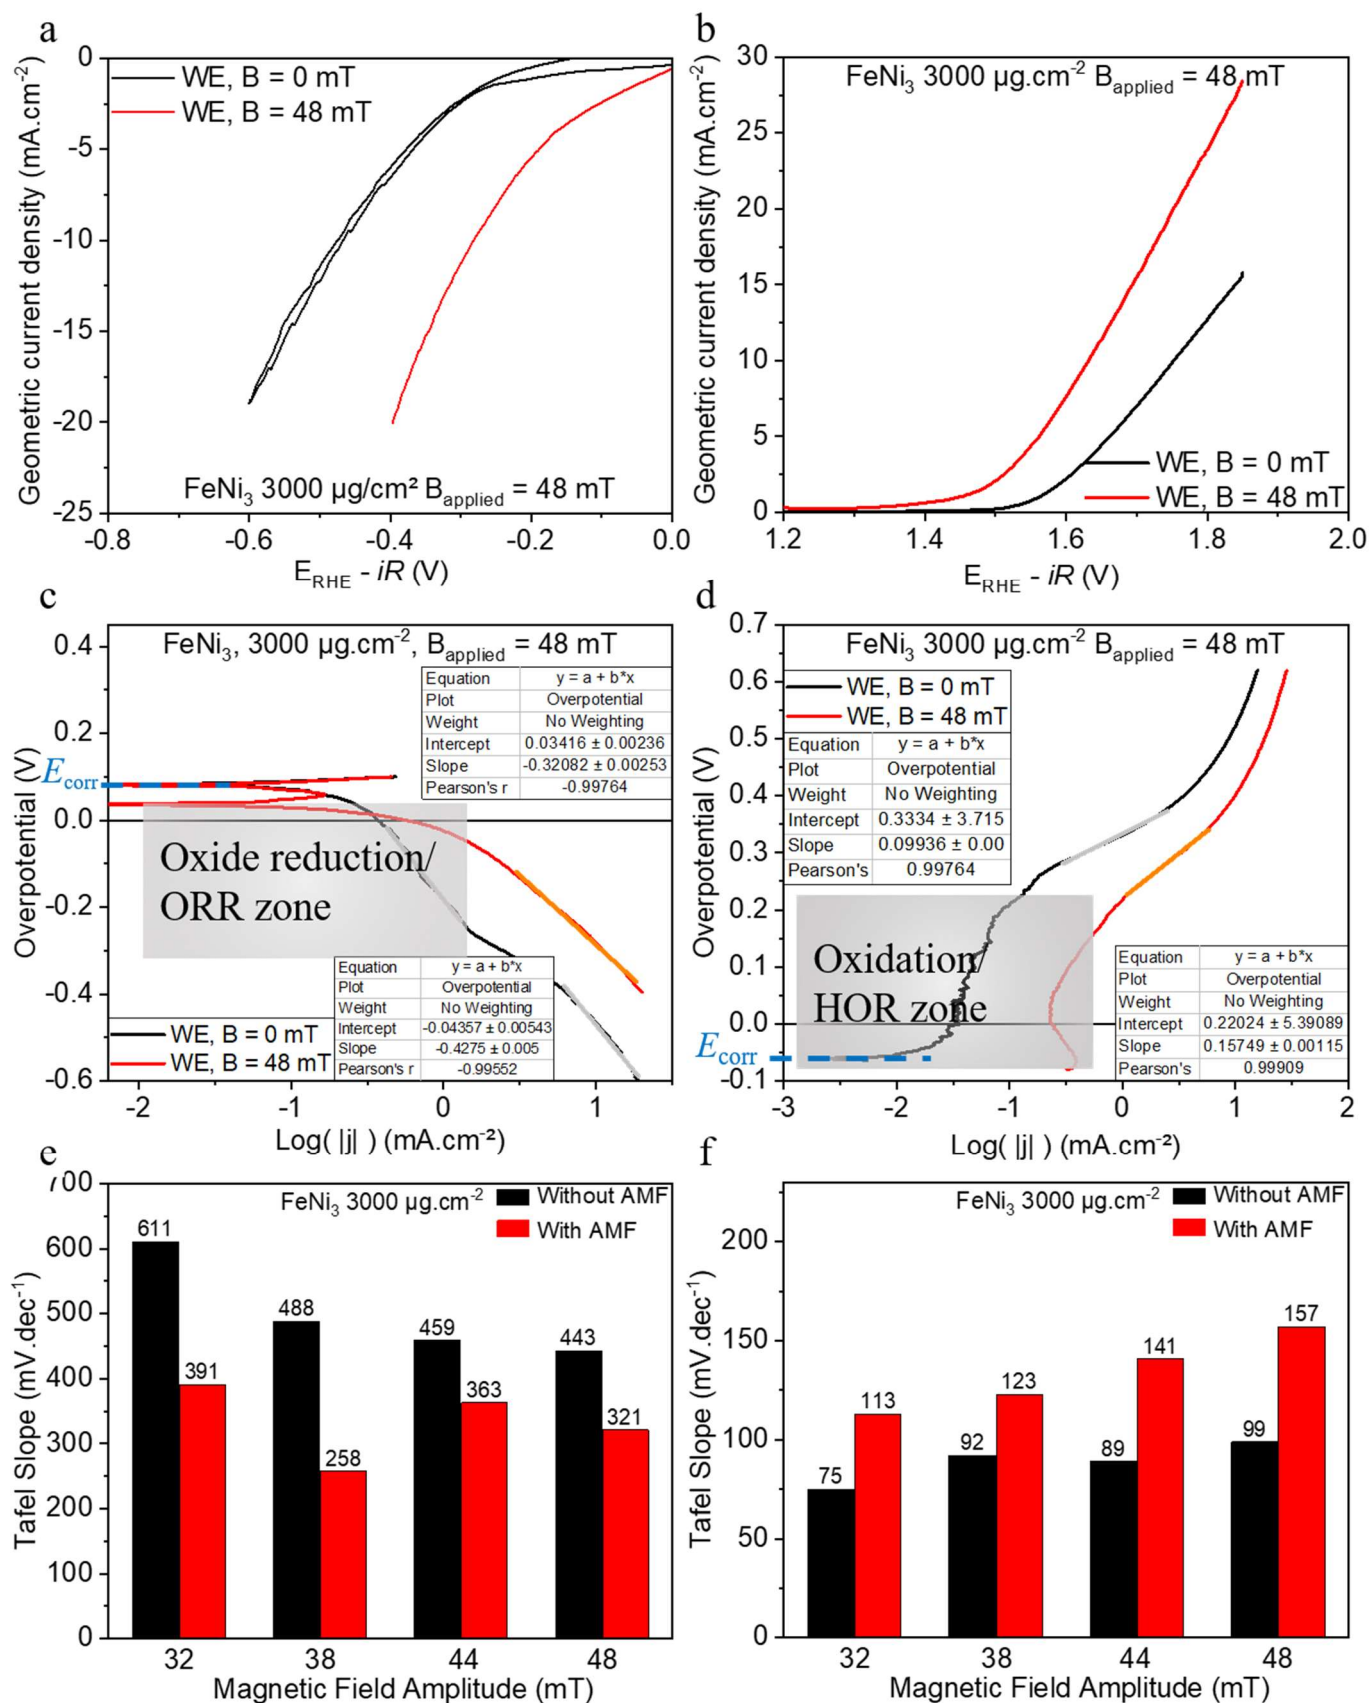 a
0
-5
-10
-15
-20
-25
WE, B = 0 mT
WE, B = 48 mT
FeNi₃ 3000 µg/cm² B_applied = 48 mT
-0.8
-0.6
-0.4
-0.2
0.0
E_RHE - iR (V)
Geometric current density (mA.cm⁻²)
b
30
25
20
15
10
5
0
FeNi₃ 3000 µg.cm⁻² B_applied = 48 mT
WE, B = 0 mT
WE, B = 48 mT
1.2
1.4
1.6
1.8
2.0
E_RHE - iR (V)
Geometric current density (mA.cm⁻²)
c
0.4
0.2
0.0
-0.2
-0.4
-0.6
Overpotential (V)
FeNi₃, 3000 µg.cm⁻², B_applied = 48 mT
Equation y = a + b*x
Plot Overpotential
Weight No Weighting
Intercept 0.03416 ± 0.00236
Slope -0.32082 ± 0.00253
Pearson's r -0.99764
E_corr
Oxide reduction/
ORR zone
Equation y = a + b*x
Plot Overpotential
Weight No Weighting
Intercept -0.04357 ± 0.00543
Slope -0.4275 ± 0.005
Pearson's r -0.99552
WE, B = 0 mT
WE, B = 48 mT
-2
-1
0
1
Log( |j| ) (mA.cm⁻²)
d
0.7
0.6
0.5
0.4
0.3
0.2
0.1
0.0
-0.1
Overpotential (V)
FeNi₃ 3000 µg.cm⁻² B_applied = 48 mT
WE, B = 0 mT
WE, B = 48 mT
Equation y = a + b*x
Plot Overpotential
Weight No Weighting
Intercept 0.3334 ± 3.715
Slope 0.09936 ± 0.00
Pearson's 0.99764
Oxidation/
HOR zone
E_corr
Equation y = a + b*x
Plot Overpotential
Weight No Weighting
Intercept 0.22024 ± 5.39089
Slope 0.15749 ± 0.00115
Pearson's 0.99909
-3
-2
-1
0
1
2
Log( |j| ) (mA.cm⁻²)
e
700
600
500
400
300
200
100
0
Tafel Slope (mV.dec⁻¹)
FeNi₃ 3000 µg.cm⁻²
Without AMF
With AMF
611
391
488
258
459
363
443
321
32
38
44
48
Magnetic Field Amplitude (mT)
f
200
150
100
50
0
Tafel Slope (mV.dec⁻¹)
FeNi₃ 3000 µg.cm⁻²
Without AMF
With AMF
75
113
92
123
89
141
99
157
32
38
44
48
Magnetic Field Amplitude (mT)